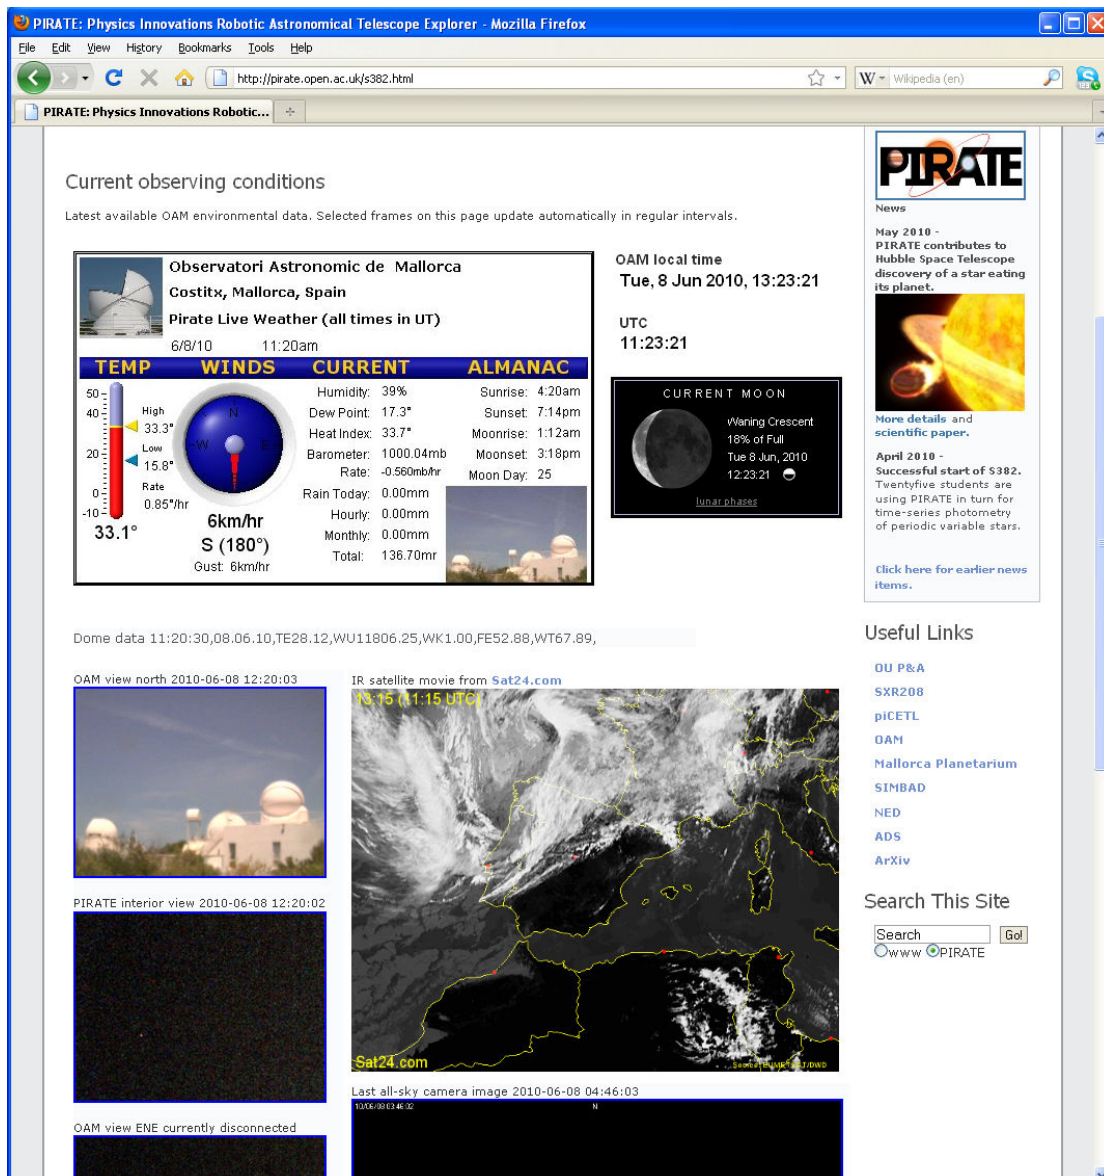 PIRATE: Physics Innovations Robotic Astronomical Telescope Explorer - Mozilla Firefox
File Edit View History Bookmarks Tools Help
http://pirate.open.ac.uk/s382.html
W Wikipedia (en)
PIRATE: Physics Innovations Robotic...
Current observing conditions
Latest available OAM environmental data. Selected frames on this page update automatically in regular intervals.
Observatori Astronomic de Mallorca
Costitx, Mallorca, Spain
Pirate Live Weather (all times in UT)
6/8/10 11:20am
TEMP WINDS CURRENT ALMANAC
50
40
20
0
-10
High
33.3°
Low
15.8°
Rate
0.85°/hr
33.1°
N
W E
6km/hr
S (180°)
Gust: 6km/hr
Humidity: 39%
Dew Point: 17.3°
Heat Index: 33.7°
Barometer: 1000.04mb
Rate: -0.560mb/hr
Rain Today: 0.00mm
Hourly: 0.00mm
Monthly: 0.00mm
Total: 136.70mr
Sunrise: 4:20am
Sunset: 7:14pm
Moonrise: 1:12am
Moonset: 3:18pm
Moon Day: 25
OAM local time
Tue, 8 Jun 2010, 13:23:21
UTC
11:23:21
CURRENT MOON
Waning Crescent
18% of Full
Tue 8 Jun, 2010
12:23:21
lunar phases
Dome data 11:20:30,08.06.10,TE28.12,WU11806.25,WK1.00,FE52.88,WT67.89,
OAM view north 2010-06-08 12:20:03
PIRATE interior view 2010-06-08 12:20:02
OAM view ENE currently disconnected
IR satellite movie from Sat24.com
13:15 (11:15 UTC)
Sat24.com
Last all-sky camera image 2010-06-08 04:46:03
10/06/08 03:46:02 N
PIRATE
News
May 2010 -
PIRATE contributes to
Hubble Space Telescope
discovery of a star eating
its planet.
More details and
scientific paper.
April 2010 -
Successful start of S382.
Twentyfive students are
using PIRATE in turn for
time-series photometry
of periodic variable stars.
Click here for earlier news
items.
Useful Links
OU P&A
SXR208
piCETL
OAM
Mallorca Planetarium
SIMBAD
NED
ADS
ArXiv
Search This Site
Search Go!
www PIRATE